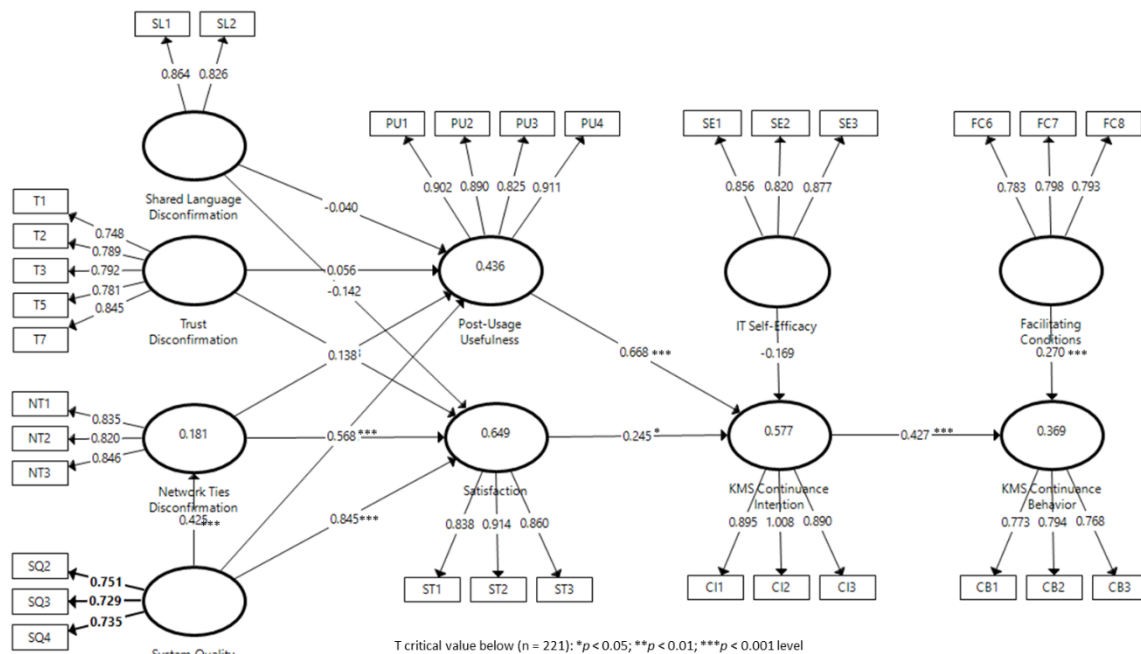 SL1 SL2
0.864 0.826
PU1 PU2 PU3 PU4
SE1 SE2 SE3
FC6 FC7 FC8
0.902 0.890 0.825 0.911
0.856 0.820 0.877
0.783 0.798 0.793
Shared Language
Disconfirmation
-0.040
T1
T2
T3
T5
T7
0.748
0.789
0.792
0.781
0.845
Trust
Disconfirmation
0.056
-0.142
0.436
Post-Usage
Usefulness
IT Self-Efficacy
Facilitating
Conditions
0.138
0.668 ***
-0.169
0.270 ***
NT1
NT2
NT3
0.835
0.820
0.846
0.181
Network Ties
Disconfirmation
0.568 ***
0.649
Satisfaction
0.245 *
0.577
KMS Continuance
Intention
0.427 ***
0.369
KMS Continuance
Behavior
0.425 ***
0.845 ***
0.838 0.914 0.860
0.895 1.008 0.890
0.773 0.794 0.768
SQ2
SQ3
SQ4
0.751
0.729
0.735
System Quality
ST1 ST2 ST3
CI1 CI2 CI3
CB1 CB2 CB3
T critical value below (n = 221): *p < 0.05; **p < 0.01; ***p < 0.001 level